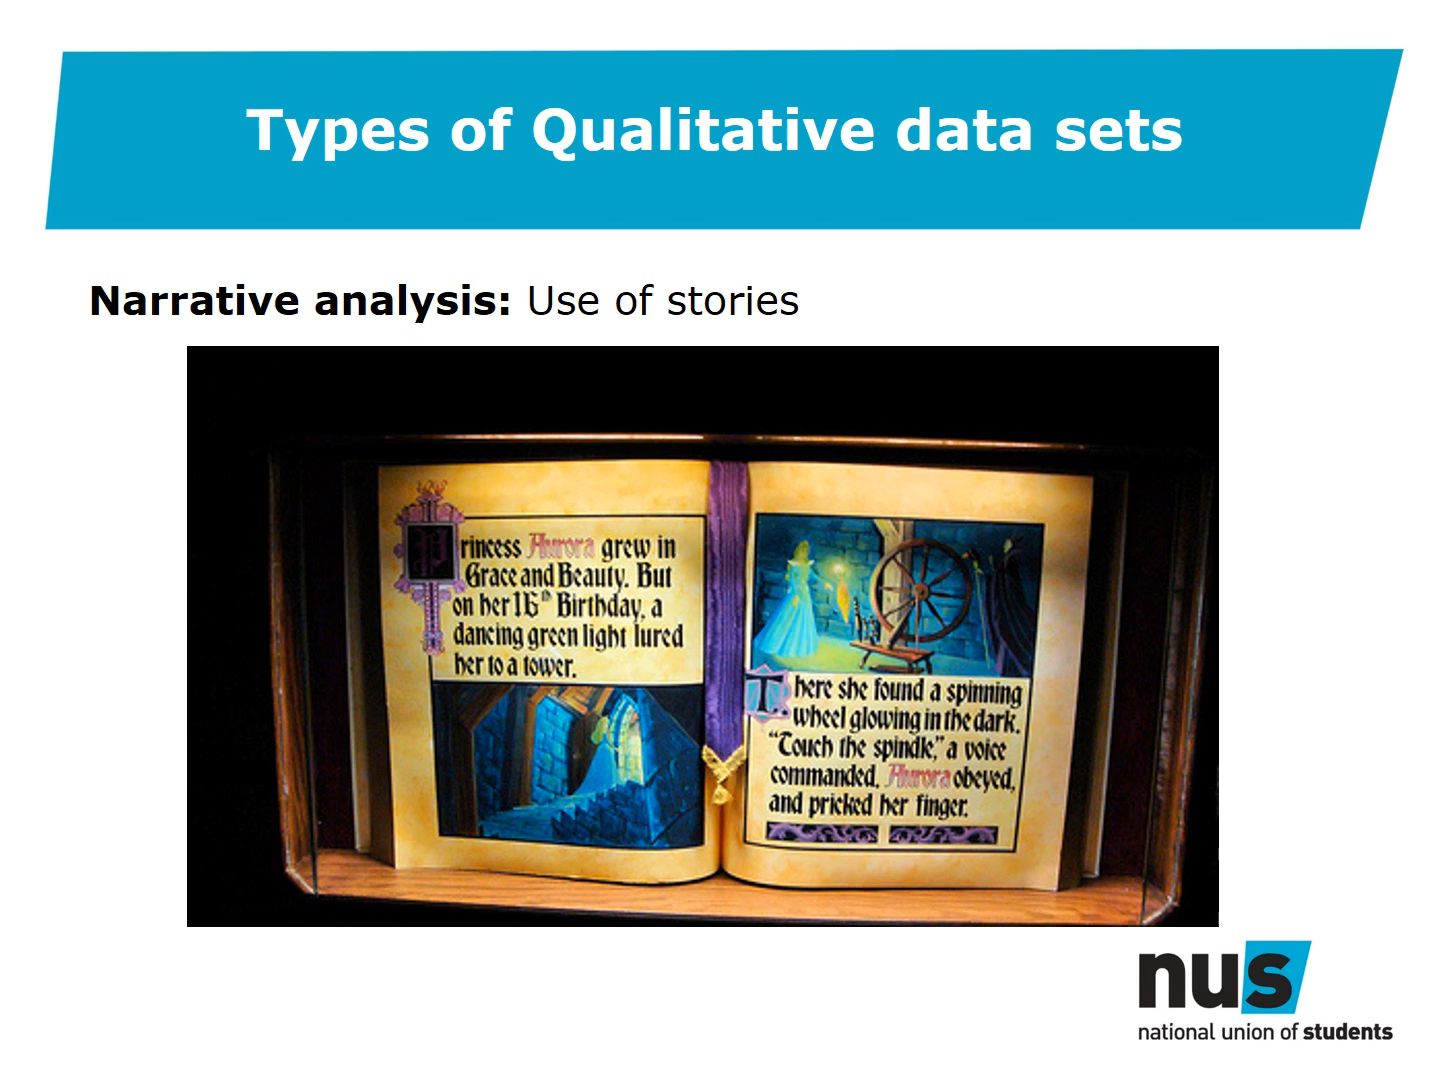 Types of Qualitative data sets
Narrative analysis: Use of stories
Princess Aurora grew in
Grace and Beauty. But
on her 16th Birthday, a
dancing green light lured
her to a tower.
There she found a spinning
wheel glowing in the dark.
"Touch the spindle," a voice
commanded. Aurora obeyed,
and pricked her finger.
nus
national union of students